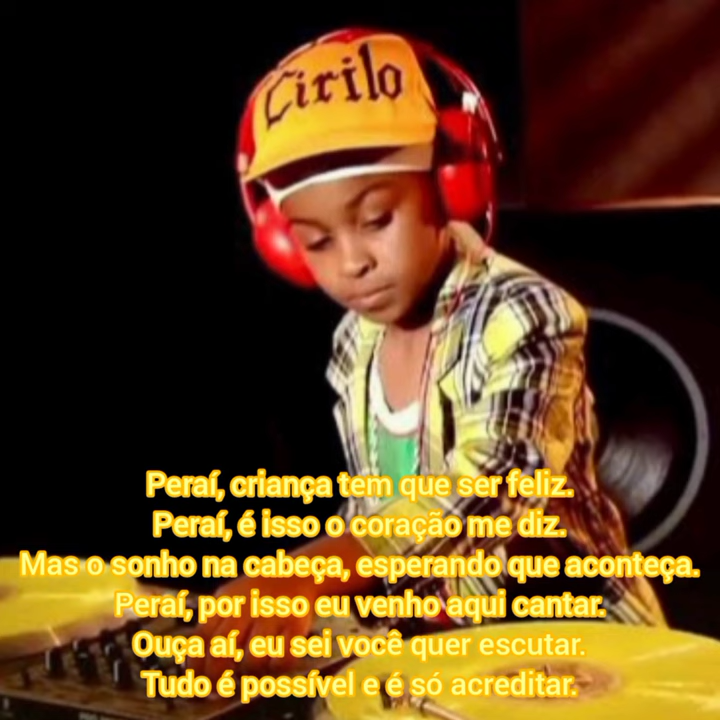 Cirilo
Peraí, criança tem que ser feliz.
Peraí, é isso o coração me diz.
Mas o sonho na cabeça, esperando que aconteça.
Peraí, por isso eu venho aqui cantar.
Ouça aí, eu sei você quer escutar.
Tudo é possível e é só acreditar.